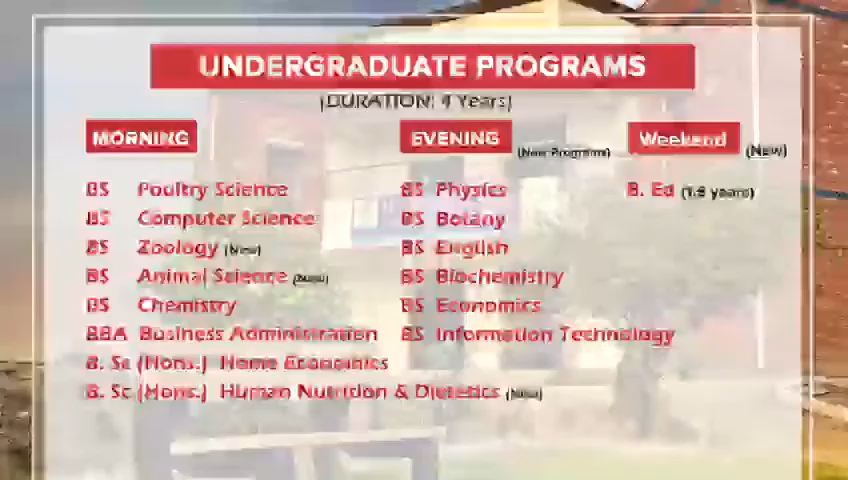 UNDERGRADUATE PROGRAMS
(DURATION: 4 Years)
MORNING
BS Poultry Science
BS Computer Science
BS Zoology (New)
BS Animal Science (New)
BS Chemistry
BBA Business Administration
B. Sc (Hons.) Home Economics
B. Sc (Hons.) Human Nutrition & Dietetics (New)
EVENING (New Programs)
BS Physics
BS Botany
BS English
BS Biochemistry
BS Economics
BS Information Technology
Weekend (New)
B. Ed (1.5 years)